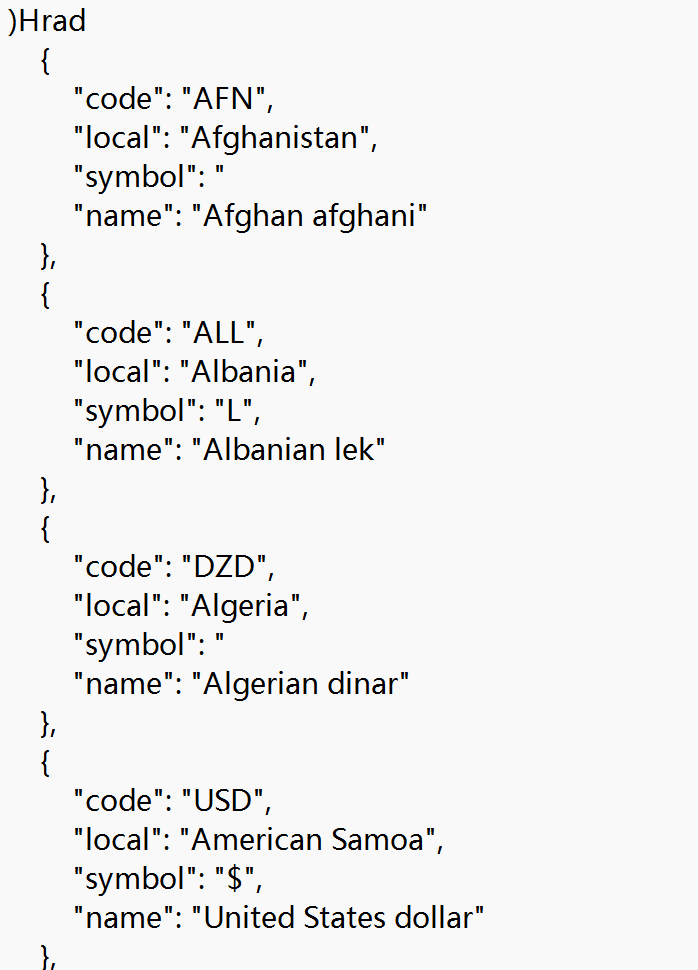 )Hrad
{
"code": "AFN",
"local": "Afghanistan",
"symbol": "
"name": "Afghan afghani"
},
{
"code": "ALL",
"local": "Albania",
"symbol": "L",
"name": "Albanian lek"
},
{
"code": "DZD",
"local": "Algeria",
"symbol": "
"name": "Algerian dinar"
},
{
"code": "USD",
"local": "American Samoa",
"symbol": "$",
"name": "United States dollar"
},